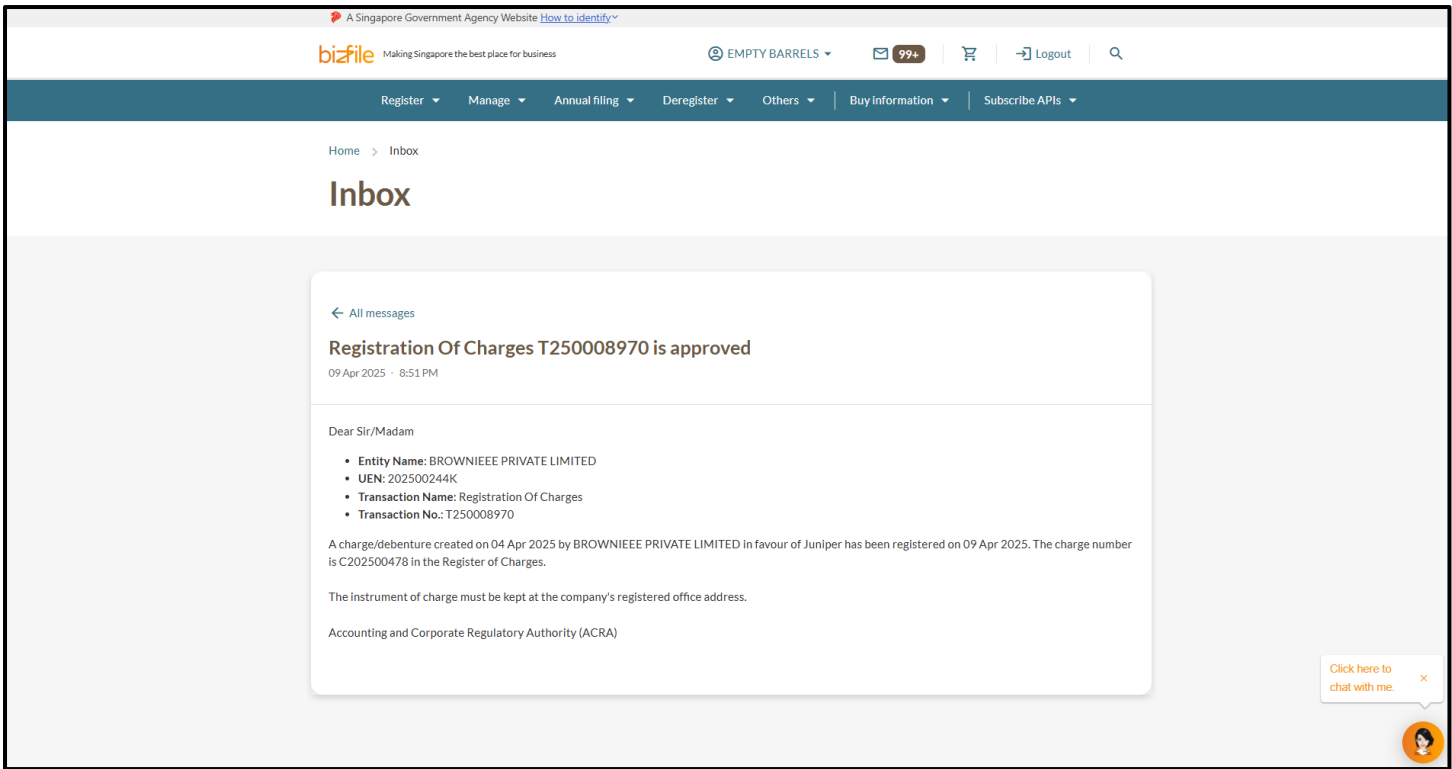 A Singapore Government Agency Website How to identify
bizfile Making Singapore the best place for business EMPTY BARRELS 99+ Logout
Register Manage Annual filing Deregister Others Buy information Subscribe APIs
Home > Inbox
Inbox
← All messages
Registration Of Charges T250008970 is approved
09 Apr 2025 · 8:51 PM
Dear Sir/Madam
• Entity Name: BROWNIEEE PRIVATE LIMITED
• UEN: 202500244K
• Transaction Name: Registration Of Charges
• Transaction No.: T250008970
A charge/debenture created on 04 Apr 2025 by BROWNIEEE PRIVATE LIMITED in favour of Juniper has been registered on 09 Apr 2025. The charge number
is C202500478 in the Register of Charges.
The instrument of charge must be kept at the company's registered office address.
Accounting and Corporate Regulatory Authority (ACRA)
Click here to
chat with me. ×